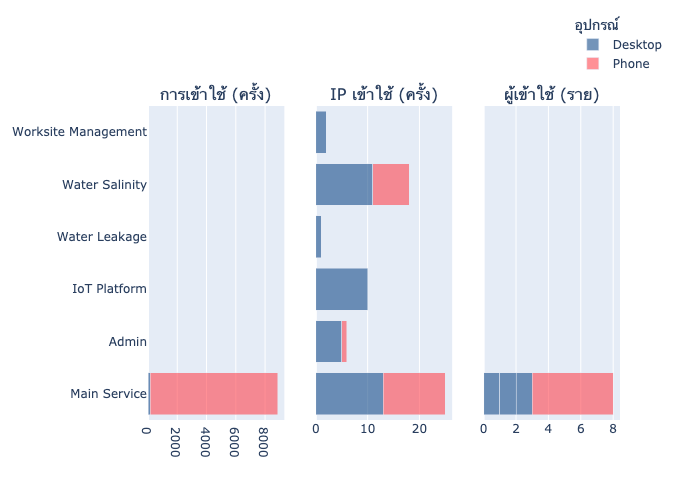 อุปกรณ์
Desktop
Phone
การเข้าใช้ (ครั้ง)
IP เข้าใช้ (ครั้ง)
ผู้เข้าใช้ (ราย)
Worksite Management
Water Salinity
Water Leakage
IoT Platform
Admin
Main Service
0 2000 4000 6000 8000
0 10 20
0 2 4 6 8